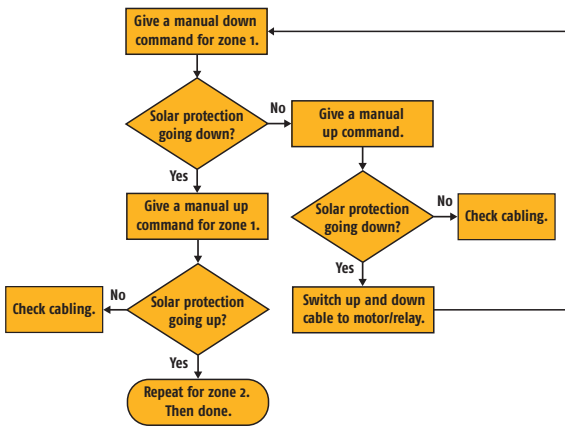 Give a manual down
command for zone 1.
Solar protection
going down?
No
Give a manual
up command.
Yes
Give a manual up
command for zone 1.
Solar protection
going down?
No
Check cabling.
Yes
Switch up and down
cable to motor/relay.
Solar protection
going up?
No
Check cabling.
Yes
Repeat for zone 2.
Then done.